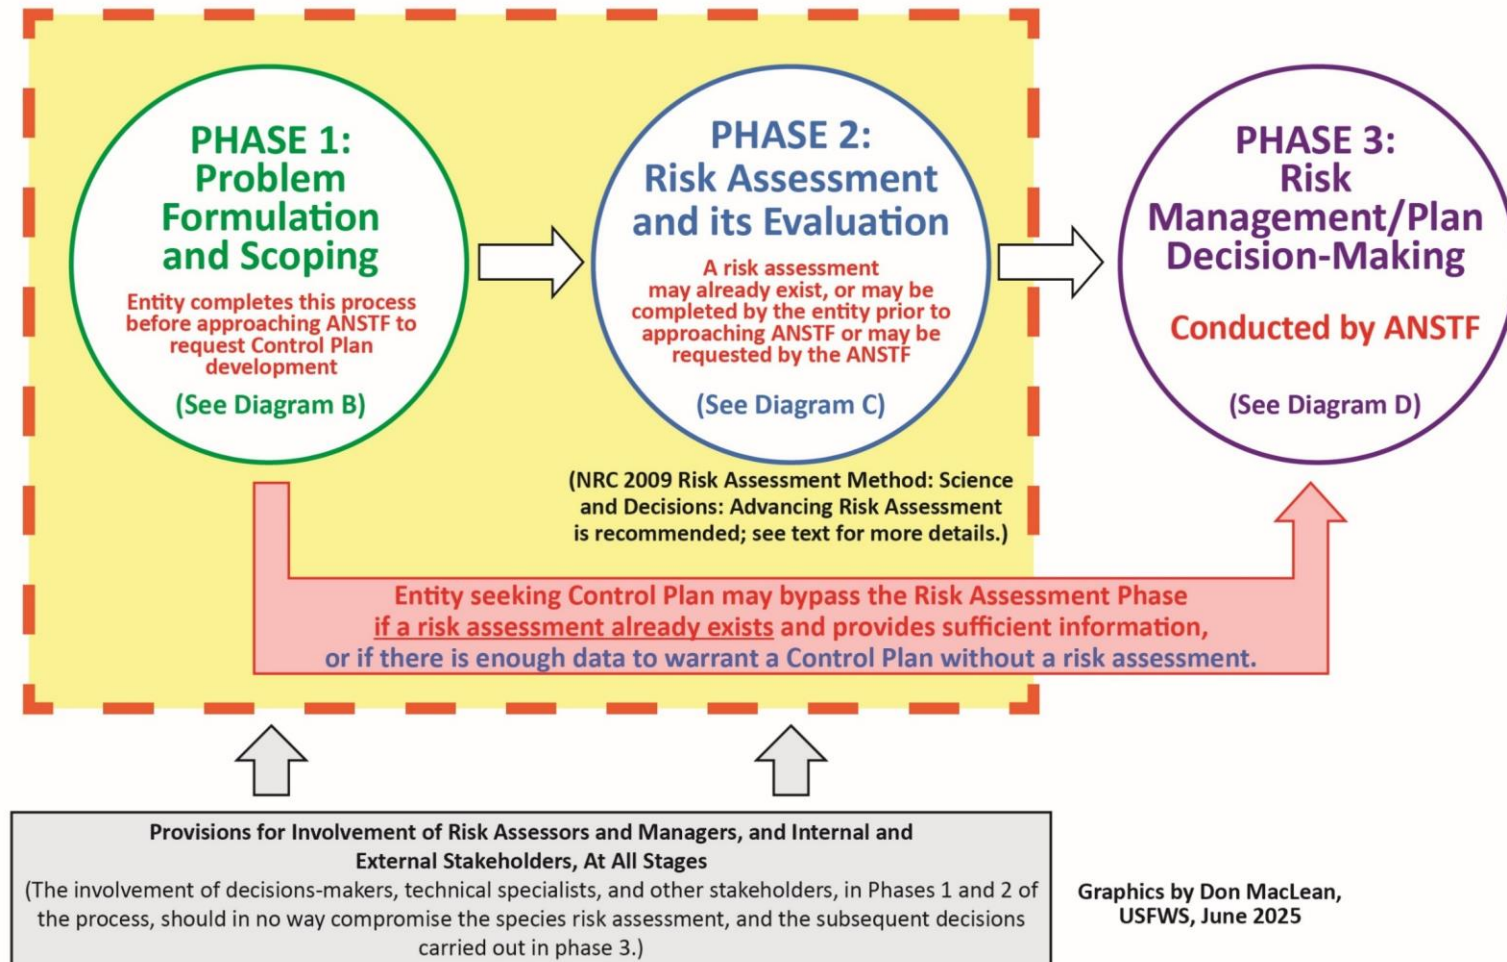 PHASE 1:
Problem
Formulation
and Scoping
Entity completes this process
before approaching ANSTF to
request Control Plan
development
(See Diagram B)
PHASE 2:
Risk Assessment
and its Evaluation
A risk assessment
may already exist, or may be
completed by the entity prior to
approaching ANSTF or may be
requested by the ANSTF
(See Diagram C)
(NRC 2009 Risk Assessment Method: Science
and Decisions: Advancing Risk Assessment
is recommended; see text for more details.)
PHASE 3:
Risk
Management/Plan
Decision-Making
Conducted by ANSTF
(See Diagram D)
Entity seeking Control Plan may bypass the Risk Assessment Phase
if a risk assessment already exists and provides sufficient information,
or if there is enough data to warrant a Control Plan without a risk assessment.
Provisions for Involvement of Risk Assessors and Managers, and Internal and
External Stakeholders, At All Stages
(The involvement of decisions-makers, technical specialists, and other stakeholders, in Phases 1 and 2 of
the process, should in no way compromise the species risk assessment, and the subsequent decisions
carried out in phase 3.)
Graphics by Don MacLean,
USFWS, June 2025